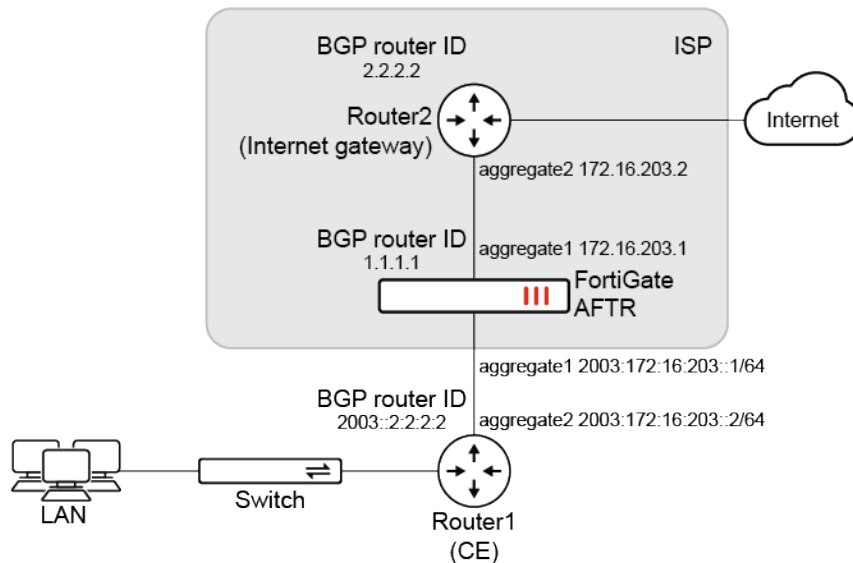 BGP router ID
2.2.2.2
ISP
Router2
(Internet gateway)
Internet
aggregate2 172.16.203.2
BGP router ID
1.1.1.1
aggregate1 172.16.203.1
FortiGate
AFTR
aggregate1 2003:172:16:203::1/64
BGP router ID
2003::2:2:2:2
aggregate2 2003:172:16:203::2/64
LAN
Switch
Router1
(CE)